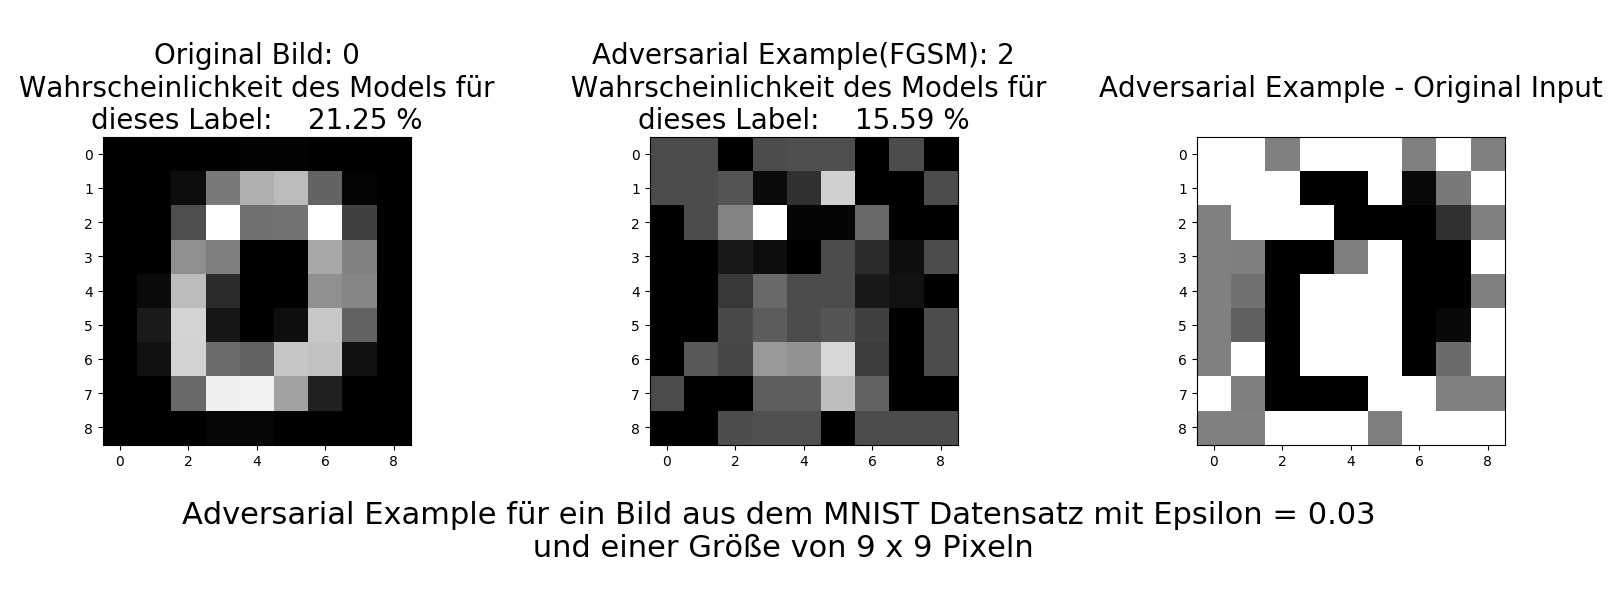 Original Bild: 0
Wahrscheinlichkeit des Models für
dieses Label: 21.25 %
0
1
2
3
4
5
6
7
8
0 2 4 6 8
Adversarial Example(FGSM): 2
Wahrscheinlichkeit des Models für
dieses Label: 15.59 %
0
1
2
3
4
5
6
7
8
0 2 4 6 8
Adversarial Example - Original Input
0
1
2
3
4
5
6
7
8
0 2 4 6 8
Adversarial Example für ein Bild aus dem MNIST Datensatz mit Epsilon = 0.03
und einer Größe von 9 x 9 Pixeln